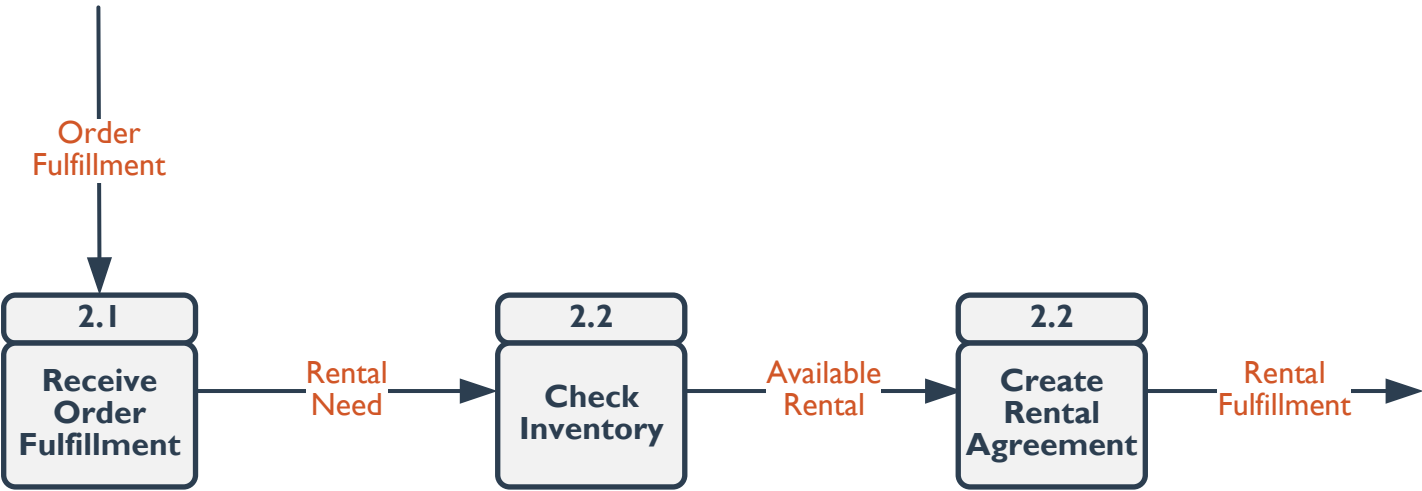 Order
Fulfillment
2.1
Receive
Order
Fulfillment
Rental
Need
2.2
Check
Inventory
Available
Rental
2.2
Create
Rental
Agreement
Rental
Fulfillment